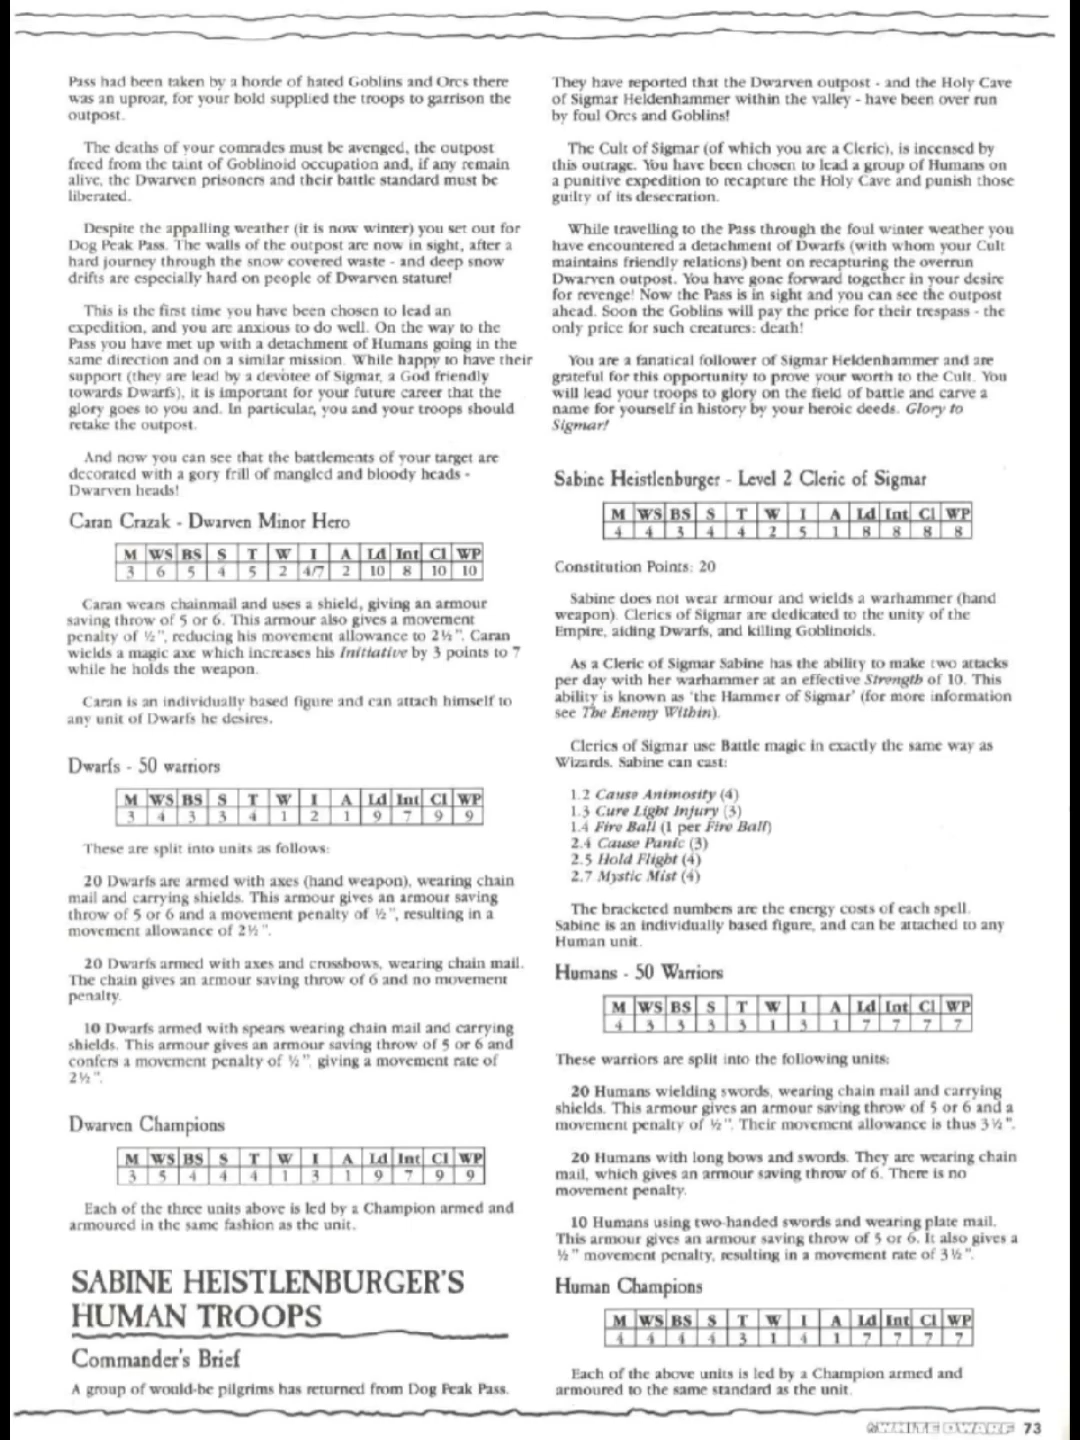 Pass had been taken by a horde of hated Goblins and Orcs there
was an uproar, for your hold supplied the troops to garrison the
outpost.
The deaths of your comrades must be avenged, the outpost
freed from the taint of Goblinoid occupation and, if any remain
alive, the Dwarven prisoners and their battle standard must be
liberated.
Despite the appalling weather (it is now winter) you set out for
Dog Peak Pass. The walls of the outpost are now in sight, after a
hard journey through the snow covered waste - and deep snow
drifts are especially hard on people of Dwarven stature!
This is the first time you have been chosen to lead an
expedition, and you are anxious to do well. On the way to the
Pass you have met up with a detachment of Humans going in the
same direction and on a similar mission. While happy to have their
support (they are lead by a devotee of Sigmar, a God friendly
towards Dwarfs), it is important for your future career that the
glory goes to you and. In particular, you and your troops should
retake the outpost.
And now you can see that the battlements of your target are
decorated with a gory frill of mangled and bloody heads -
Dwarven heads!
Caran Crazak - Dwarven Minor Hero
M WS BS S T W I A Ld Int Cl WP
3 6 5 4 5 2 4/7 2 10 8 10 10
Caran wears chainmail and uses a shield, giving an armour
saving throw of 5 or 6. This armour also gives a movement
penalty of ½", reducing his movement allowance to 2½". Caran
wields a magic axe which increases his Initiative by 3 points to 7
while he holds the weapon.
Caran is an individually based figure and can attach himself to
any unit of Dwarfs he desires.
Dwarfs - 50 warriors
M WS BS S T W I A Ld Int Cl WP
3 4 3 3 4 1 2 1 9 7 9 9
These are split into units as follows:
20 Dwarfs are armed with axes (hand weapon), wearing chain
mail and carrying shields. This armour gives an armour saving
throw of 5 or 6 and a movement penalty of ½", resulting in a
movement allowance of 2½".
20 Dwarfs armed with axes and crossbows, wearing chain mail.
The chain gives an armour saving throw of 6 and no movement
penalty.
10 Dwarfs armed with spears wearing chain mail and carrying
shields. This armour gives an armour saving throw of 5 or 6 and
confers a movement penalty of ½", giving a movement rate of
2½".
Dwarven Champions
M WS BS S T W I A Ld Int Cl WP
3 5 4 4 4 1 3 1 9 7 9 9
Each of the three units above is led by a Champion armed and
armoured in the same fashion as the unit.
SABINE HEISTLENBURGER'S
HUMAN TROOPS
Commander's Brief
A group of would-be pilgrims has returned from Dog Peak Pass.
They have reported that the Dwarven outpost - and the Holy Cave
of Sigmar Heldenhammer within the valley - have been over run
by foul Orcs and Goblins!
The Cult of Sigmar (of which you are a Cleric), is incensed by
this outrage. You have been chosen to lead a group of Humans on
a punitive expedition to recapture the Holy Cave and punish those
guilty of its desecration.
While travelling to the Pass through the foul winter weather you
have encountered a detachment of Dwarfs (with whom your Cult
maintains friendly relations) bent on recapturing the overrun
Dwarven outpost. You have gone forward together in your desire
for revenge! Now the Pass is in sight and you can see the outpost
ahead. Soon the Goblins will pay the price for their trespass - the
only price for such creatures: death!
You are a fanatical follower of Sigmar Heldenhammer and are
grateful for this opportunity to prove your worth to the Cult. You
will lead your troops to glory on the field of battle and carve a
name for yourself in history by your heroic deeds. Glory to
Sigmar!
Sabine Heistlenburger - Level 2 Cleric of Sigmar
M WS BS S T W I A Ld Int Cl WP
4 4 3 4 4 2 5 1 8 8 8 8
Constitution Points: 20
Sabine does not wear armour and wields a warhammer (hand
weapon). Clerics of Sigmar are dedicated to the unity of the
Empire, aiding Dwarfs, and killing Goblinoids.
As a Cleric of Sigmar Sabine has the ability to make two attacks
per day with her warhammer at an effective Strength of 10. This
ability is known as 'the Hammer of Sigmar' (for more information
see The Enemy Within).
Clerics of Sigmar use Battle magic in exactly the same way as
Wizards. Sabine can cast:
1.2 Cause Animosity (4)
1.3 Cure Light Injury (3)
1.4 Fire Ball (1 per Fire Ball)
2.4 Cause Panic (3)
2.5 Hold Flight (4)
2.7 Mystic Mist (4)
The bracketed numbers are the energy costs of each spell.
Sabine is an individually based figure, and can be attached to any
Human unit.
Humans - 50 Warriors
M WS BS S T W I A Ld Int Cl WP
4 3 3 3 3 1 3 1 7 7 7 7
These warriors are split into the following units:
20 Humans wielding swords, wearing chain mail and carrying
shields. This armour gives an armour saving throw of 5 or 6 and a
movement penalty of ½". Their movement allowance is thus 3½".
20 Humans with long bows and swords. They are wearing chain
mail, which gives an armour saving throw of 6. There is no
movement penalty.
10 Humans using two-handed swords and wearing plate mail.
This armour gives an armour saving throw of 5 or 6. It also gives a
½" movement penalty, resulting in a movement rate of 3½".
Human Champions
M WS BS S T W I A Ld Int Cl WP
4 4 4 4 3 1 4 1 7 7 7 7
Each of the above units is led by a Champion armed and
armoured to the same standard as the unit.
WHITE DWARF 73